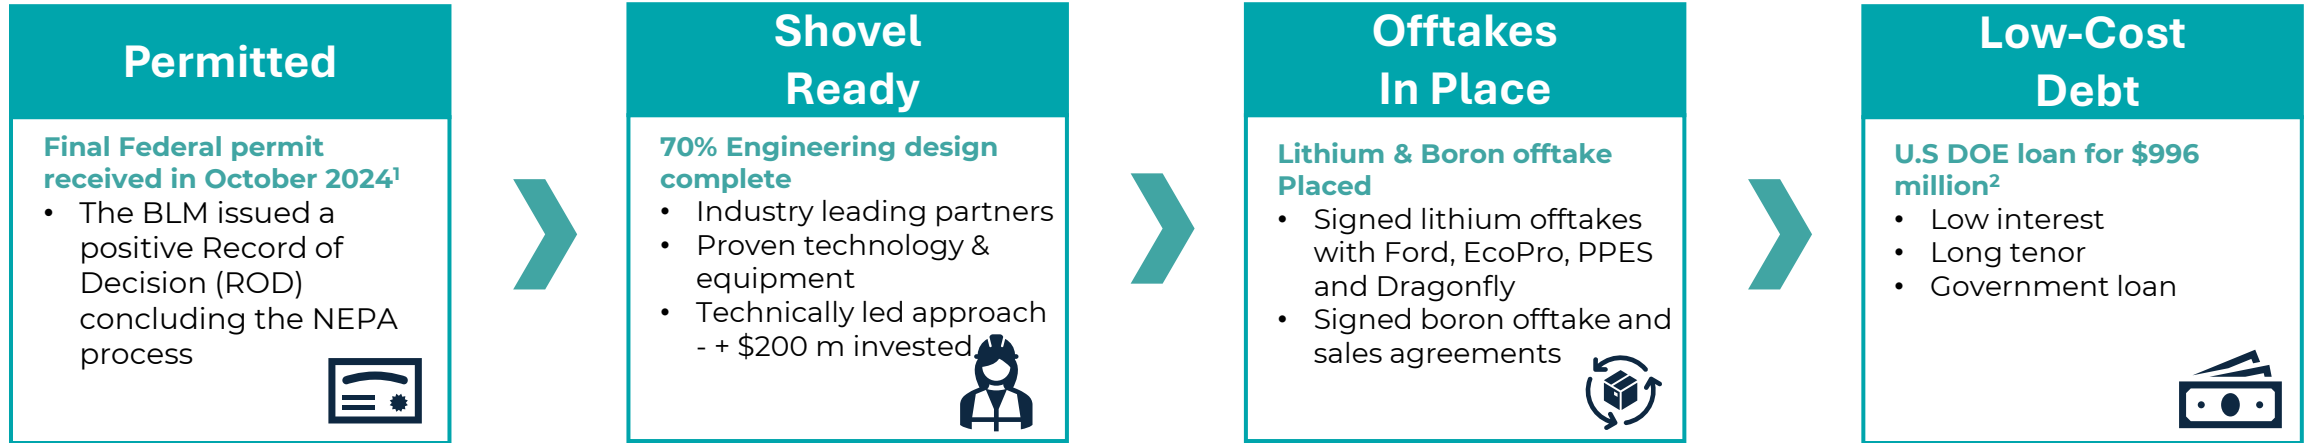 Permitted
Final Federal permit
received in October 2024¹
• The BLM issued a
positive Record of
Decision (ROD)
concluding the NEPA
process
Shovel
Ready
70% Engineering design
complete
• Industry leading partners
• Proven technology &
equipment
• Technically led approach
- + $200 m invested
Offtakes
In Place
Lithium & Boron offtake
Placed
• Signed lithium offtakes
with Ford, EcoPro, PPES
and Dragonfly
• Signed boron offtake and
sales agreements
Low-Cost
Debt
U.S DOE loan for $996
million²
• Low interest
• Long tenor
• Government loan